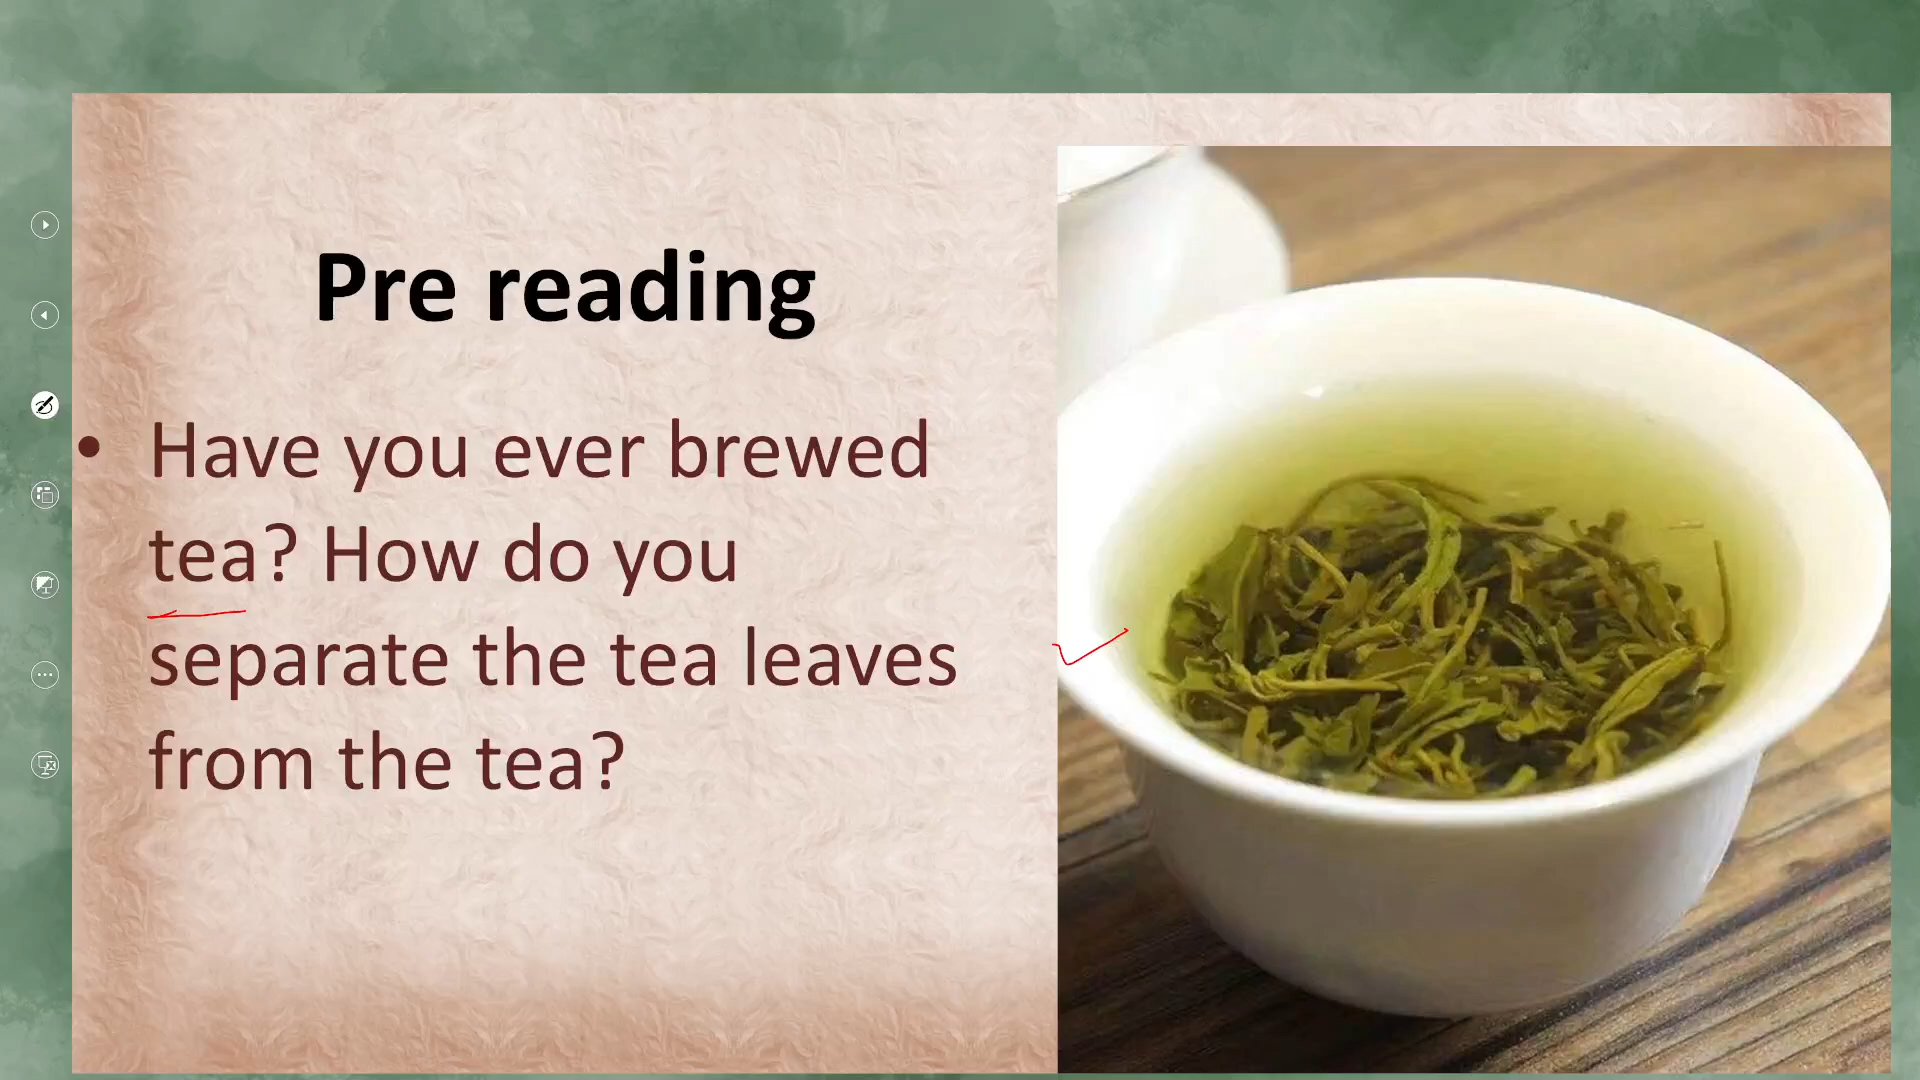 Pre reading
• Have you ever brewed
tea? How do you
separate the tea leaves
from the tea?